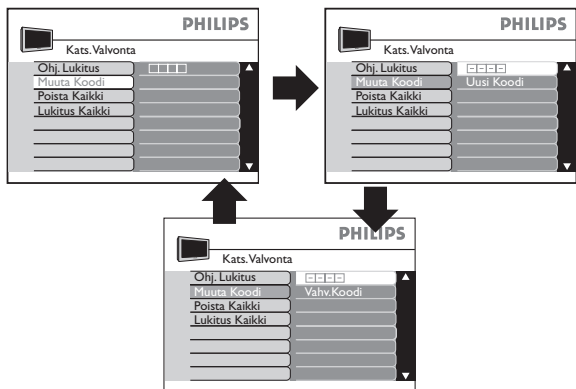 PHILIPS
Kats.Valvonta
Ohj. Lukitus
Muuta Koodi
Poista Kaikki
Lukitus Kaikki
PHILIPS
Kats.Valvonta
Ohj. Lukitus
Muuta Koodi Uusi Koodi
Poista Kaikki
Lukitus Kaikki
PHILIPS
Kats.Valvonta
Ohj. Lukitus
Muuta Koodi Vahv.Koodi
Poista Kaikki
Lukitus Kaikki